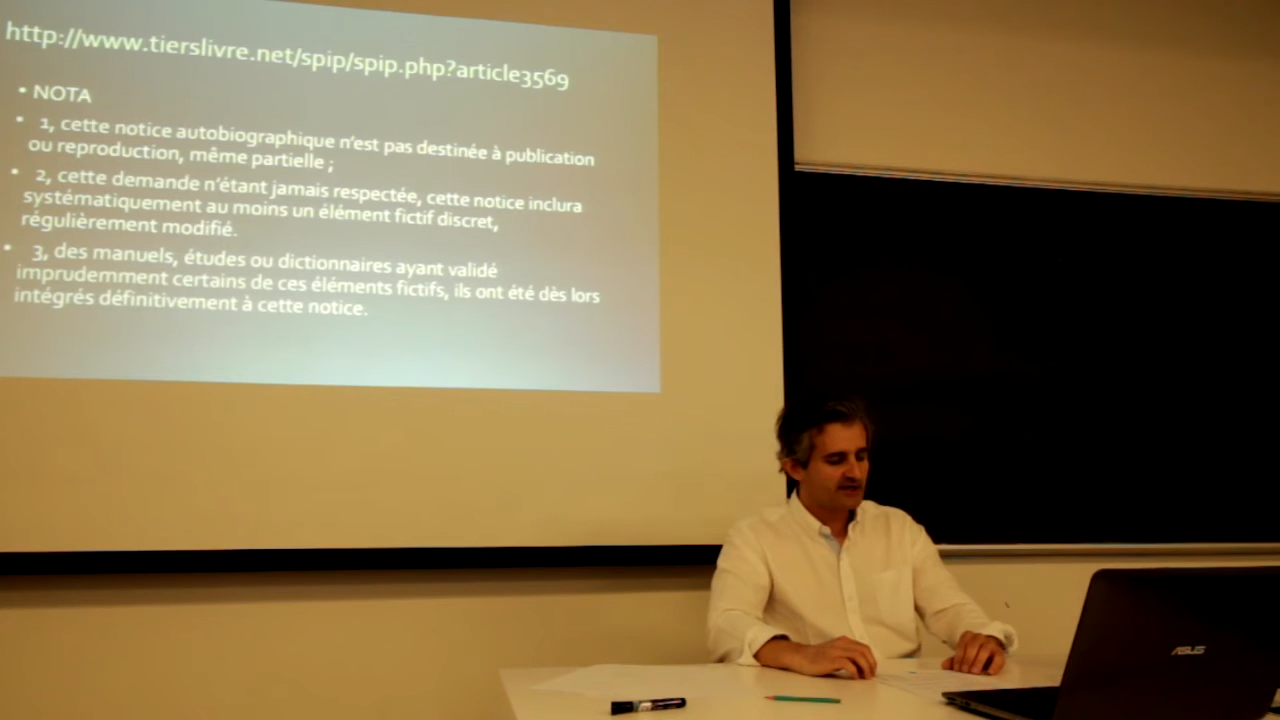 http://www.tierslivre.net/spip/spip.php?article3569
• NOTA
• 1, cette notice autobiographique n'est pas destinée à publication
ou reproduction, même partielle ;
• 2, cette demande n'étant jamais respectée, cette notice inclura
systématiquement au moins un élément fictif discret,
régulièrement modifié.
• 3, des manuels, études ou dictionnaires ayant validé
imprudemment certains de ces éléments fictifs, ils ont été dès lors
intégrés définitivement à cette notice.
ASUS